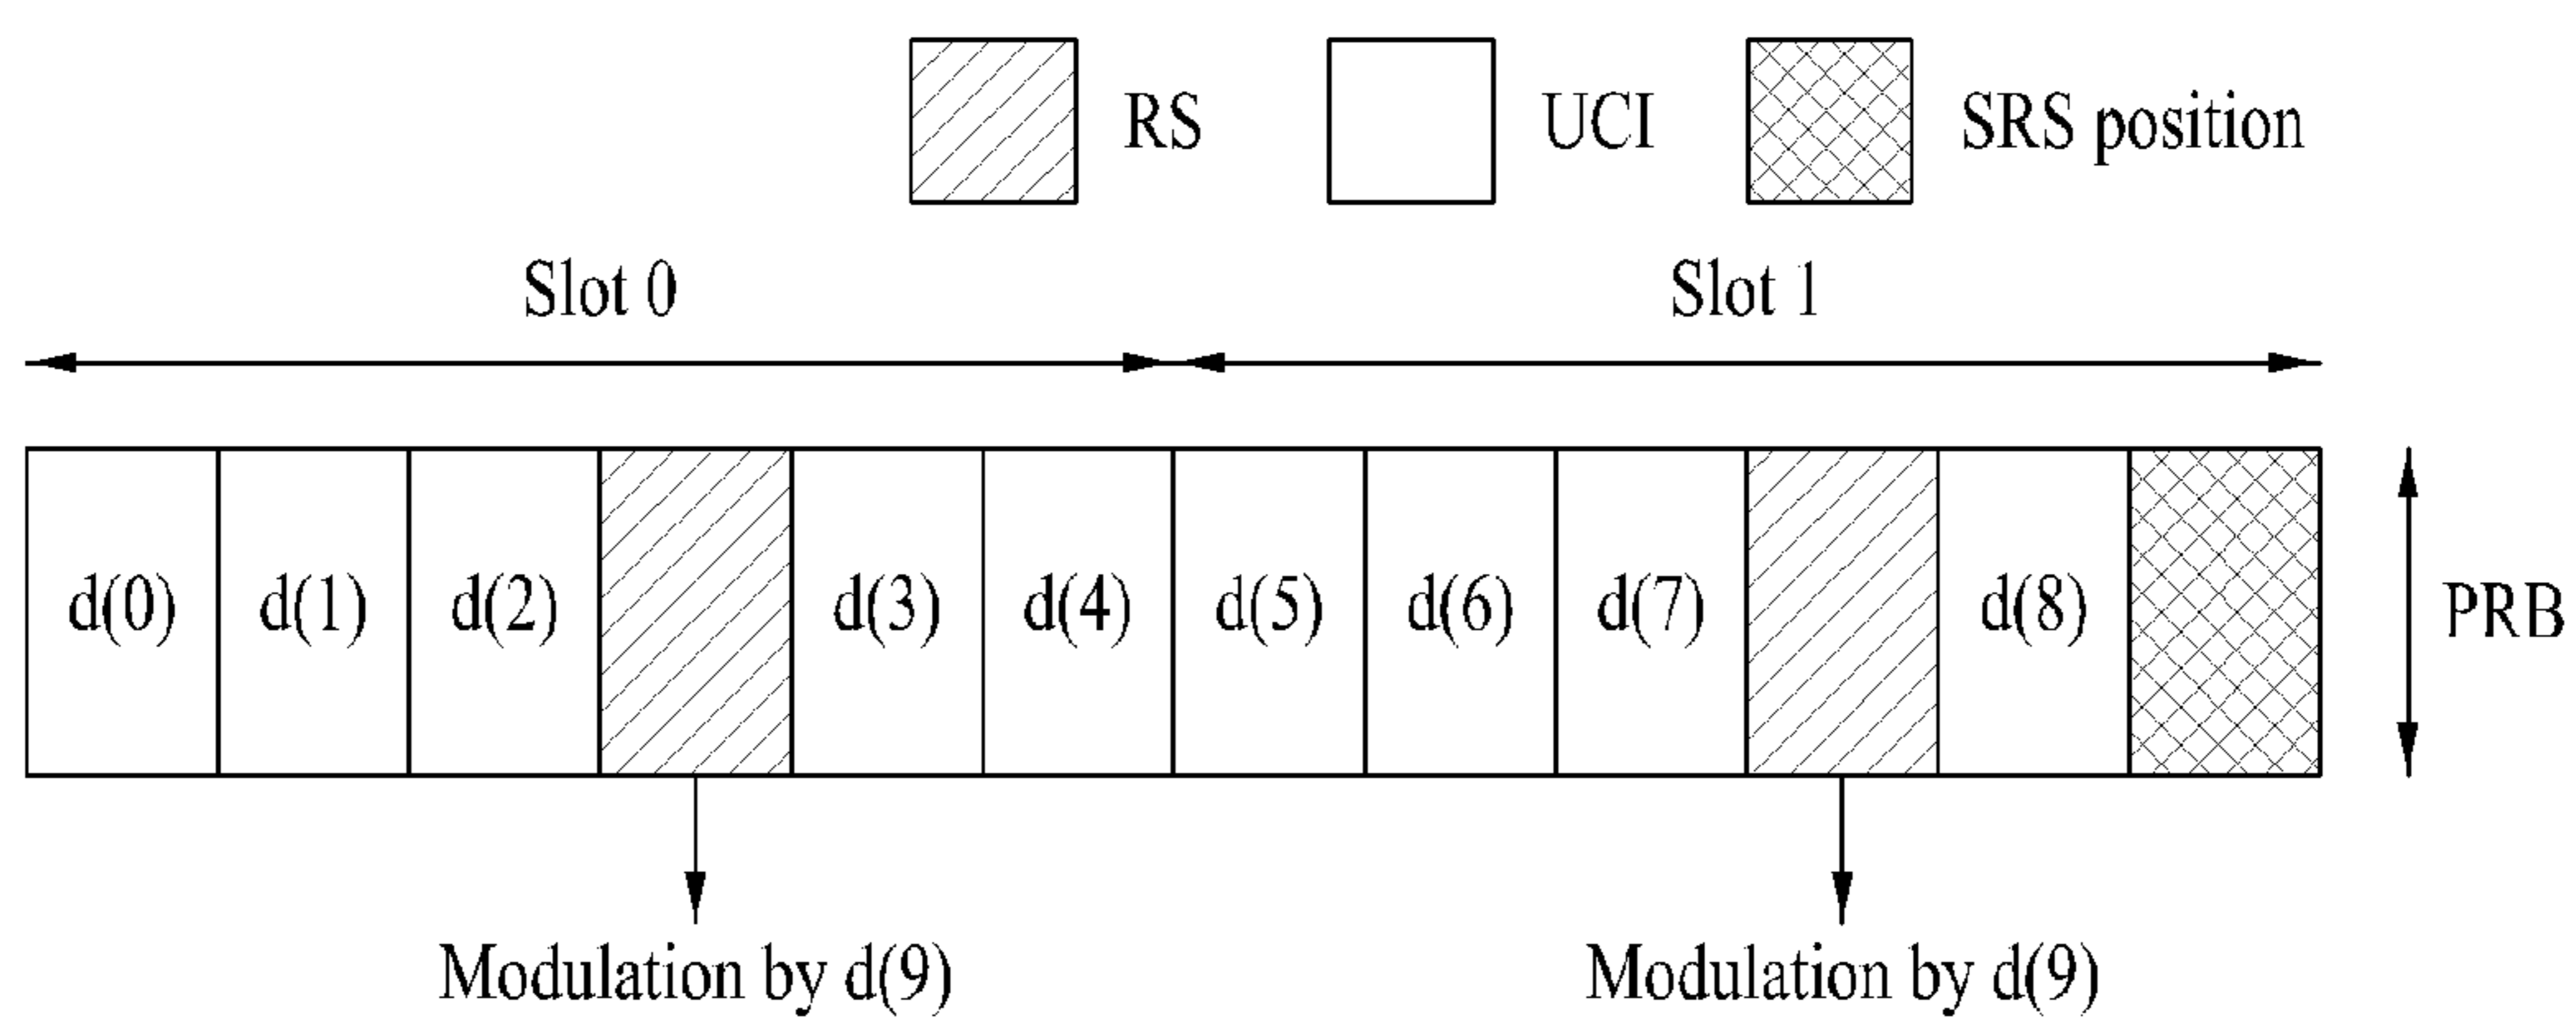 RS UCI SRS position
Slot 0 Slot 1
d(0) d(1) d(2) d(3) d(4) d(5) d(6) d(7) d(8) PRB
Modulation by d(9) Modulation by d(9)